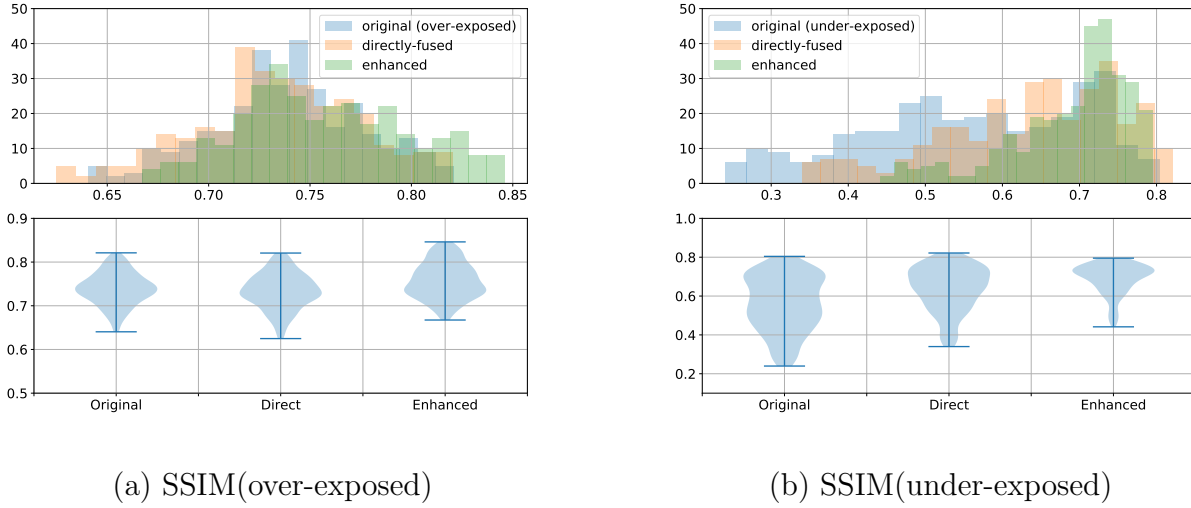 50
40
30
20
10
0
original (over-exposed)
directly-fused
enhanced
0.65 0.70 0.75 0.80 0.85
0.9
0.8
0.7
0.6
0.5
Original Direct Enhanced
(a) SSIM(over-exposed)
50
40
30
20
10
0
original (under-exposed)
directly-fused
enhanced
0.3 0.4 0.5 0.6 0.7 0.8
1.0
0.8
0.6
0.4
0.2
Original Direct Enhanced
(b) SSIM(under-exposed)